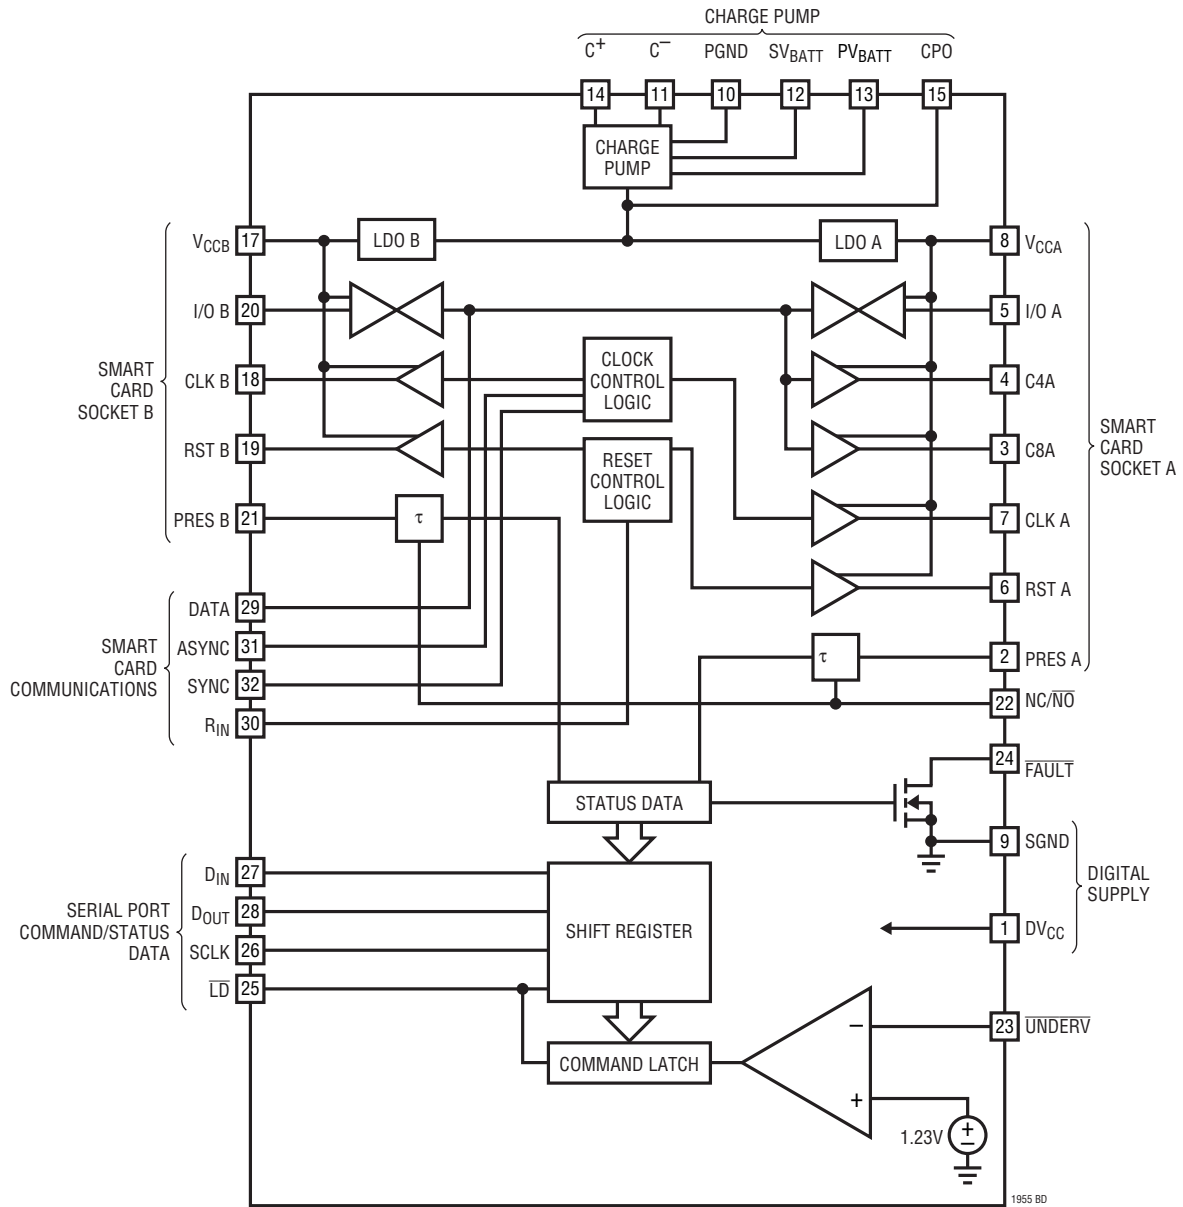 CHARGE PUMP
C+ C− PGND SVBATT PVBATT CPO
14 11 10 12 13 15
CHARGE
PUMP
VCCB 17 LDO B LDO A 8 VCCA
I/O B 20 5 I/O A
SMART
CARD
SOCKET B
CLK B 18
CLOCK
CONTROL
LOGIC
4 C4A
RST B 19
RESET
CONTROL
LOGIC
3 C8A
SMART
CARD
SOCKET A
PRES B 21 τ 7 CLK A
6 RST A
SMART
CARD
COMMUNICATIONS
DATA 29
ASYNC 31
SYNC 32
RIN 30
τ 2 PRES A
22 NC/N̅O̅
24 F̅A̅U̅L̅T̅
STATUS DATA
9 SGND
DIGITAL
SUPPLY
1 DVCC
SERIAL PORT
COMMAND/STATUS
DATA
DIN 27
DOUT 28
SCLK 26
L̅D̅ 25
SHIFT REGISTER
COMMAND LATCH
− 23 U̅N̅D̅E̅R̅V̅
+
1.23V + −
1955 BD